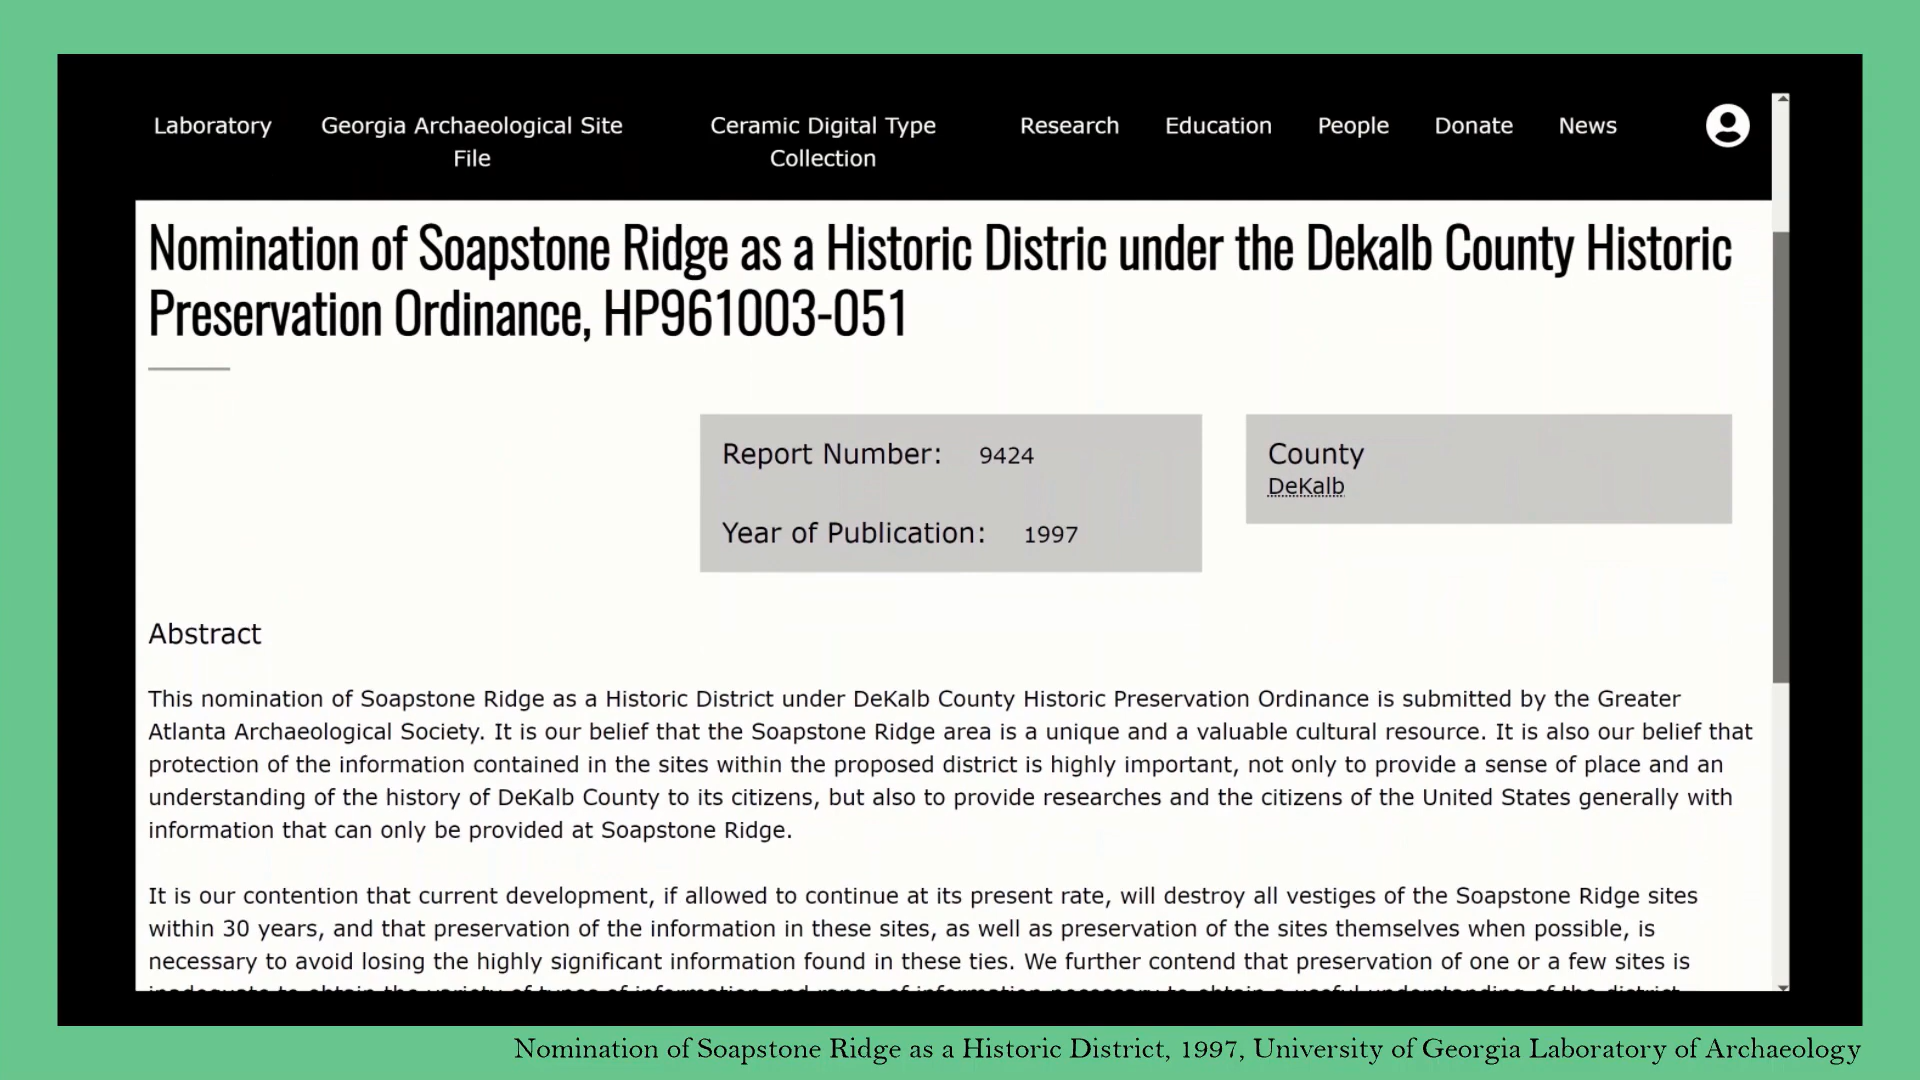 Laboratory Georgia Archaeological Site File Ceramic Digital Type Collection Research Education People Donate News
Nomination of Soapstone Ridge as a Historic Distric under the Dekalb County Historic
Preservation Ordinance, HP961003-051
Report Number: 9424
Year of Publication: 1997
County
DeKalb
Abstract
This nomination of Soapstone Ridge as a Historic District under DeKalb County Historic Preservation Ordinance is submitted by the Greater
Atlanta Archaeological Society. It is our belief that the Soapstone Ridge area is a unique and a valuable cultural resource. It is also our belief that
protection of the information contained in the sites within the proposed district is highly important, not only to provide a sense of place and an
understanding of the history of DeKalb County to its citizens, but also to provide researches and the citizens of the United States generally with
information that can only be provided at Soapstone Ridge.
It is our contention that current development, if allowed to continue at its present rate, will destroy all vestiges of the Soapstone Ridge sites
within 30 years, and that preservation of the information in these sites, as well as preservation of the sites themselves when possible, is
necessary to avoid losing the highly significant information found in these ties. We further contend that preservation of one or a few sites is
Nomination of Soapstone Ridge as a Historic District, 1997, University of Georgia Laboratory of Archaeology